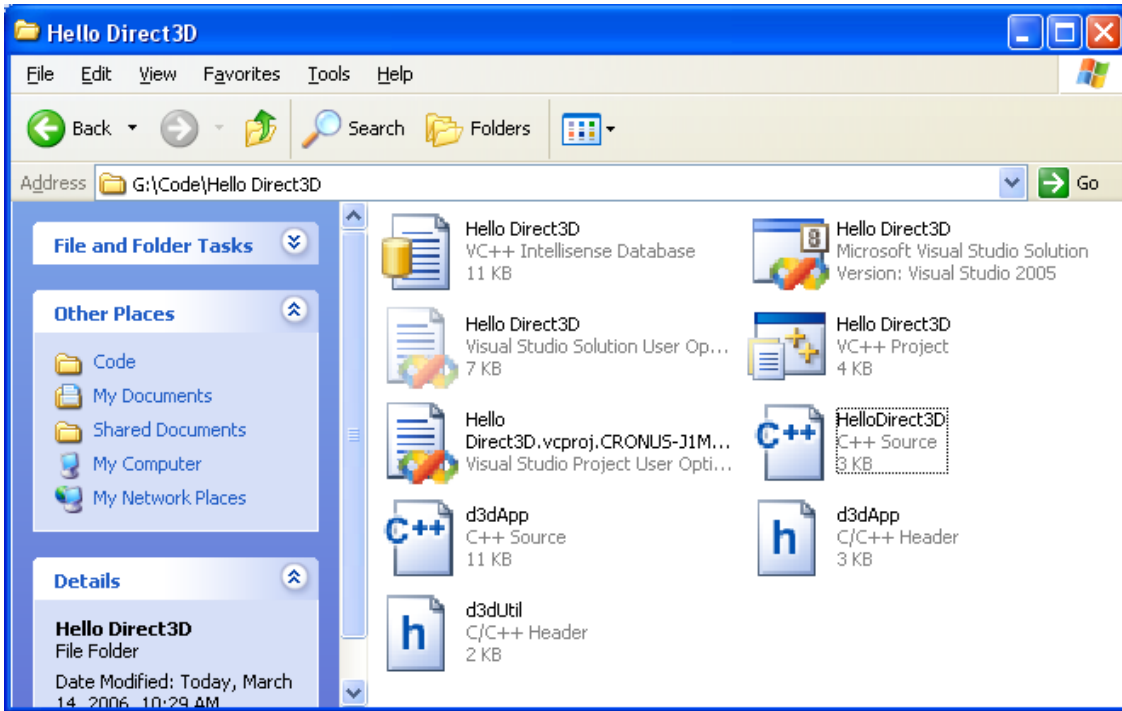 Hello Direct3D
File Edit View Favorites Tools Help
Back Search Folders
Address G:\Code\Hello Direct3D Go
File and Folder Tasks
Other Places
Code
My Documents
Shared Documents
My Computer
My Network Places
Details
Hello Direct3D
File Folder
Date Modified: Today, March
14, 2006, 10:29 AM
Hello Direct3D
VC++ Intellisense Database
11 KB
Hello Direct3D
Microsoft Visual Studio Solution
Version: Visual Studio 2005
8
Hello Direct3D
Visual Studio Solution User Op...
7 KB
Hello Direct3D
VC++ Project
4 KB
Hello
Direct3D.vcproj.CRONUS-J1M...
Visual Studio Project User Opti...
C++
HelloDirect3D
C++ Source
3 KB
C++
d3dApp
C++ Source
11 KB
h
d3dApp
C/C++ Header
3 KB
h
d3dUtil
C/C++ Header
2 KB